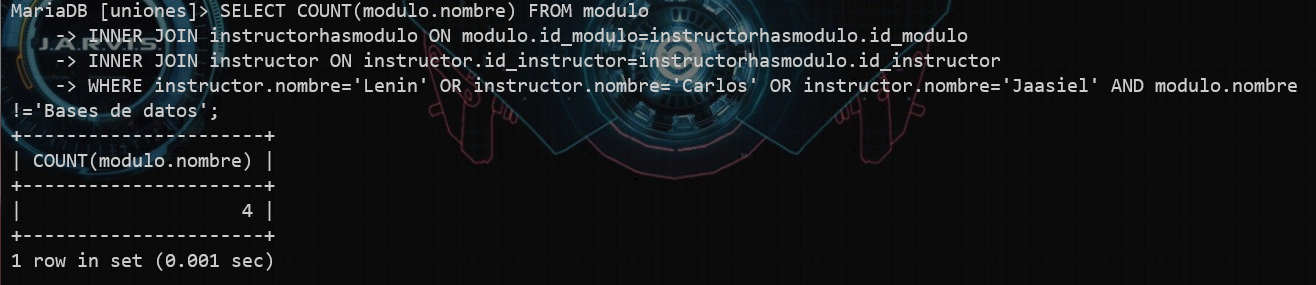 MariaDB [uniones]> SELECT COUNT(modulo.nombre) FROM modulo
    -> INNER JOIN instructorhasmodulo ON modulo.id_modulo=instructorhasmodulo.id_modulo
    -> INNER JOIN instructor ON instructor.id_instructor=instructorhasmodulo.id_instructor
    -> WHERE instructor.nombre='Lenin' OR instructor.nombre='Carlos' OR instructor.nombre='Jaasiel' AND modulo.nombre
!='Bases de datos';
+----------------------+
| COUNT(modulo.nombre) |
+----------------------+
|                    4 |
+----------------------+
1 row in set (0.001 sec)
J.A.R.V.I.S.